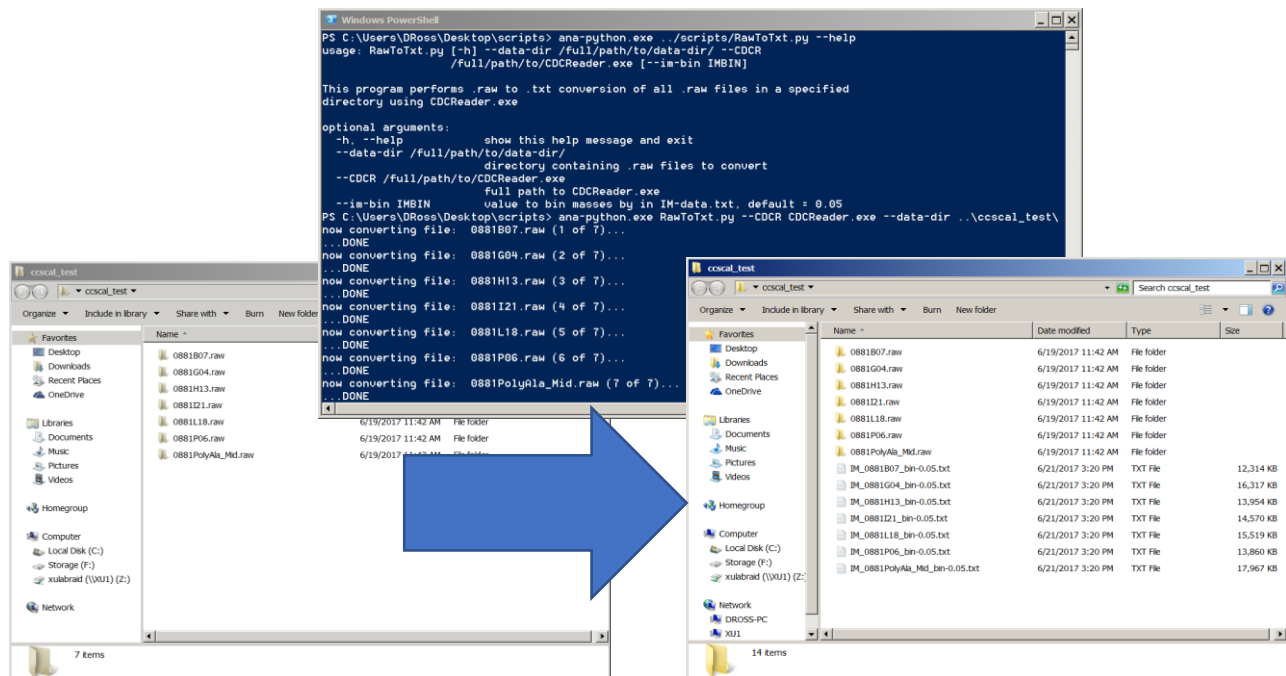 Windows PowerShell
PS C:\Users\DRoss\Desktop\scripts> ana-python.exe ../scripts/RawToTxt.py --help
usage: RawToTxt.py [-h] --data-dir /full/path/to/data-dir/ --CDCR
/full/path/to/CDCReader.exe [--im-bin IMBIN]
This program performs .raw to .txt conversion of all .raw files in a specified
directory using CDCReader.exe
optional arguments:
-h, --help show this help message and exit
--data-dir /full/path/to/data-dir/
directory containing .raw files to convert
--CDCR /full/path/to/CDCReader.exe
full path to CDCReader.exe
--im-bin IMBIN value to bin masses by in IM-data.txt, default = 0.05
PS C:\Users\DRoss\Desktop\scripts> ana-python.exe RawToTxt.py --CDCR CDCReader.exe --data-dir ..\ccscal_test\
now converting file: 0881B07.raw (1 of 7)...
...DONE
now converting file: 0881G04.raw (2 of 7)...
...DONE
now converting file: 0881H13.raw (3 of 7)...
...DONE
now converting file: 0881I21.raw (4 of 7)...
...DONE
now converting file: 0881L18.raw (5 of 7)...
...DONE
now converting file: 0881P06.raw (6 of 7)...
...DONE
now converting file: 0881PolyAla_Mid.raw (7 of 7)...
...DONE
ccscal_test
ccscal_test
Organize Include in library Share with Burn New folder
Favorites
Desktop
Downloads
Recent Places
OneDrive
Libraries
Documents
Music
Pictures
Videos
Homegroup
Computer
Local Disk (C:)
Storage (F:)
xulabraid (\\XU1) (Z:)
Network
Name
0881B07.raw
0881G04.raw
0881H13.raw
0881I21.raw
0881L18.raw 6/19/2017 11:42 AM File folder
0881P06.raw 6/19/2017 11:42 AM File folder
0881PolyAla_Mid.raw 6/19/2017 11:42 AM File folder
7 items
ccscal_test
ccscal_test Search ccscal_test
Organize Include in library Share with Burn New folder
Favorites
Desktop
Downloads
Recent Places
OneDrive
Libraries
Documents
Music
Pictures
Videos
Homegroup
Computer
Local Disk (C:)
Storage (F:)
xulabraid (\\XU1) (Z:)
Network
DROSS-PC
XU1
Name Date modified Type Size
0881B07.raw 6/19/2017 11:42 AM File folder
0881G04.raw 6/19/2017 11:42 AM File folder
0881H13.raw 6/19/2017 11:42 AM File folder
0881I21.raw 6/19/2017 11:42 AM File folder
0881L18.raw 6/19/2017 11:42 AM File folder
0881P06.raw 6/19/2017 11:42 AM File folder
0881PolyAla_Mid.raw 6/19/2017 11:42 AM File folder
IM_0881B07_bin-0.05.txt 6/21/2017 3:20 PM TXT File 12,314 KB
IM_0881G04_bin-0.05.txt 6/21/2017 3:20 PM TXT File 16,317 KB
IM_0881H13_bin-0.05.txt 6/21/2017 3:20 PM TXT File 13,954 KB
IM_0881I21_bin-0.05.txt 6/21/2017 3:20 PM TXT File 14,570 KB
IM_0881L18_bin-0.05.txt 6/21/2017 3:20 PM TXT File 15,519 KB
IM_0881P06_bin-0.05.txt 6/21/2017 3:20 PM TXT File 13,860 KB
IM_0881PolyAla_Mid_bin-0.05.txt 6/21/2017 3:20 PM TXT File 17,967 KB
14 items